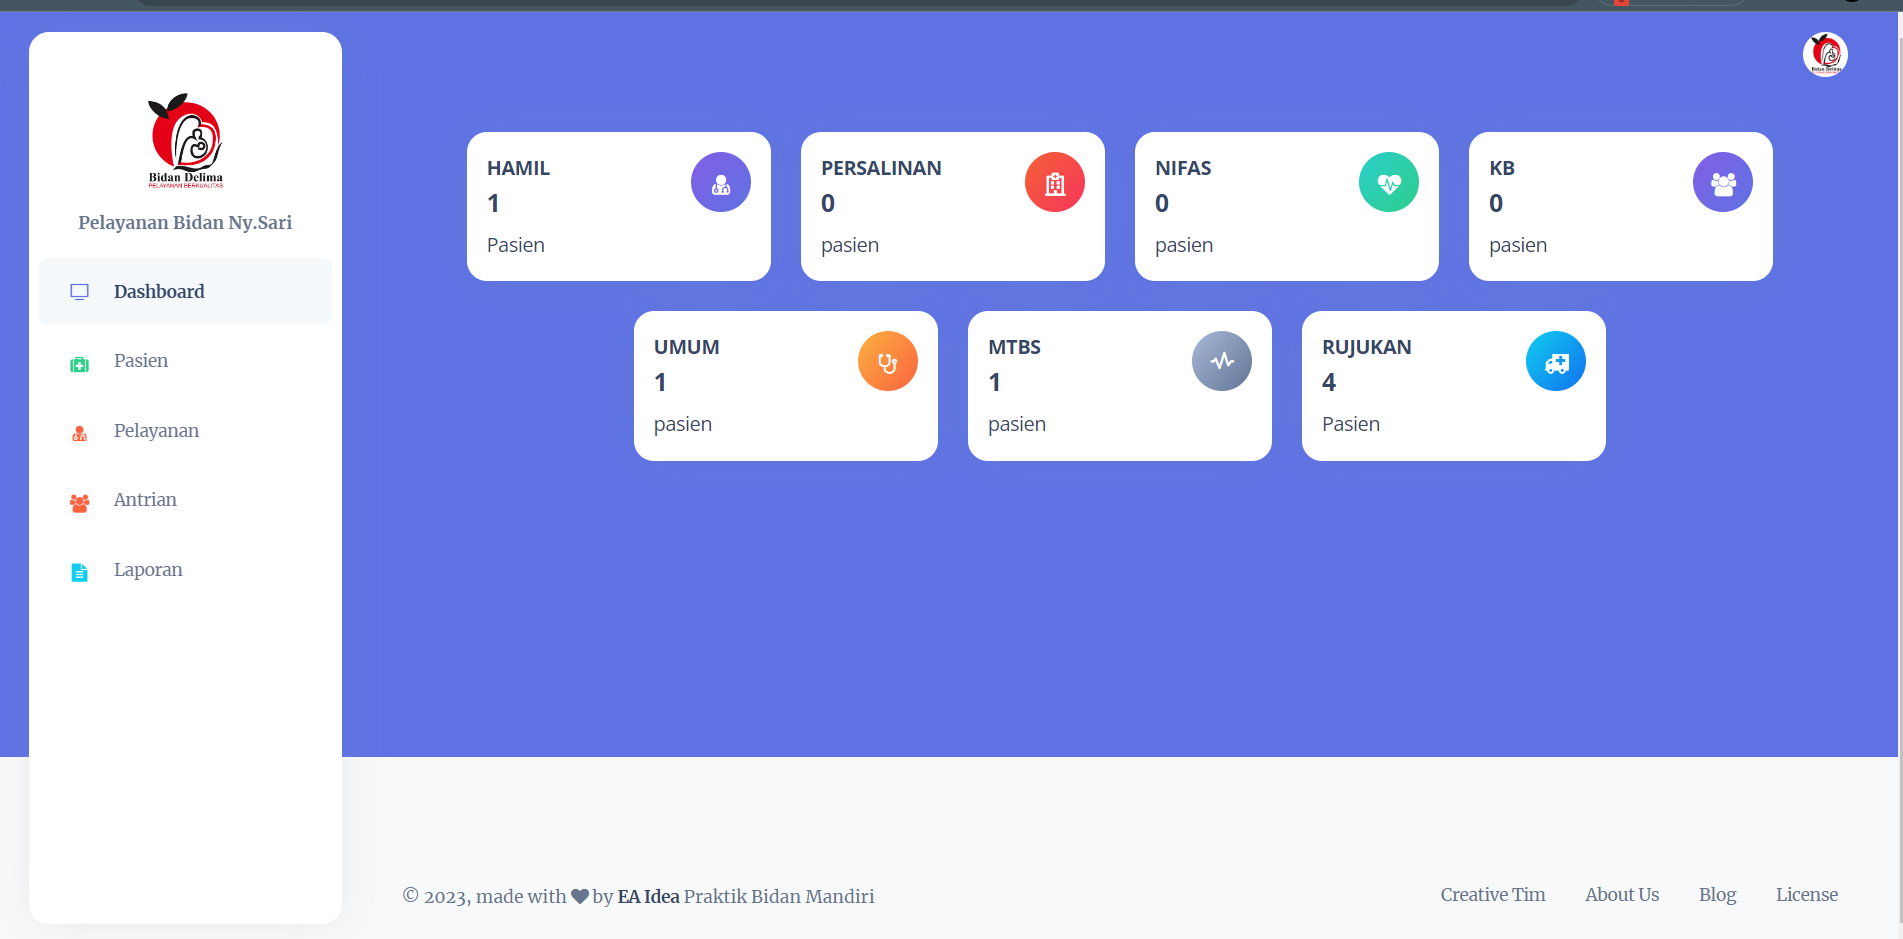 Bidan Delima
PELAYANAN BERKUALITAS
Pelayanan Bidan Ny.Sari
Dashboard
Pasien
Pelayanan
Antrian
Laporan
Bidan Delima
HAMIL
1
Pasien
PERSALINAN
0
pasien
NIFAS
0
pasien
KB
0
pasien
UMUM
1
pasien
MTBS
1
pasien
RUJUKAN
4
Pasien
© 2023, made with by EA Idea Praktik Bidan Mandiri
Creative Tim About Us Blog License